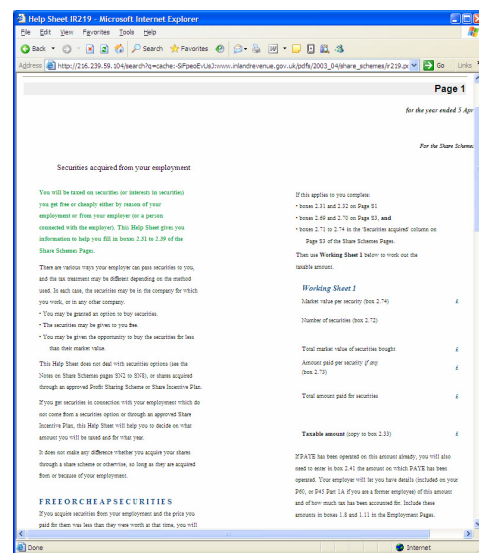 Help Sheet IR219 - Microsoft Internet Explorer
File Edit View Favorites Tools Help
Back Search Favorites
Address http://216.239.59.104/search?q=cache:-SiFpeoEvUsJ:www.inlandrevenue.gov.uk/pdfs/2003_04/share_schemes/ir219.pc Go Links
Page 1
for the year ended 5 Apr
For the Share Scheme
Securities acquired from your employment
You will be taxed on securities (or interests in securities)
you get free or cheaply either by reason of your
employment or from your employer (or a person
connected with the employer). This Help Sheet gives you
information to help you fill in boxes 2.31 to 2.39 of the
Share Schemes Pages.
There are various ways your employer can pass securities to you,
and the tax treatment may be different depending on the method
used. In each case, the securities may be in the company for which
you work, or in any other company.
• You may be granted an option to buy securities.
• The securities may be given to you free.
• You may be given the opportunity to buy the securities for less
than their market value.
This Help Sheet does not deal with securities options (see the
Notes on Share Schemes pages SN2 to SN8), or shares acquired
through an approved Profit Sharing Scheme or Share Incentive Plan.
If you get securities in connection with your employment which do
not come from a securities option or through an approved Share
Incentive Plan, this Help Sheet will help you to decide on what
amount you will be taxed and for what year.
It does not make any difference whether you acquire your shares
through a share scheme or otherwise, so long as they are acquired
from or because of your employment.
F R E E O R C H E A P S E C U R I T I E S
If you acquire securities from your employment and the price you
paid for them was less than they were worth at that time, you will
If this applies to you complete:
• boxes 2.31 and 2.32 on Page S1
• boxes 2.69 and 2.70 on Page S3, and
• boxes 2.71 to 2.74 in the 'Securities acquired' column on
Page S3 of the Share Schemes Pages.
Then use Working Sheet 1 below to work out the
taxable amount.
Working Sheet 1
Market value per security (box 2.74) £
Number of securities (box 2.72)
Total market value of securities bought £
Amount paid per security if any
(box 2.73) £
Total amount paid for securities £
Taxable amount (copy to box 2.33) £
If PAYE has been operated on this amount already, you will also
need to enter in box 2.41 the amount on which PAYE has been
operated. Your employer will let you have details (included on your
P60, or P45 Part 1A if you are a former employee) of this amount
and of how much tax has been accounted for. Include these
amounts in boxes 1.8 and 1.11 in the Employment Pages.
Done Internet